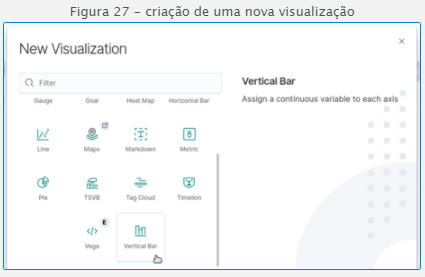 Figura 27 - criação de uma nova visualização
New Visualization
×
Filter
Vertical Bar
Assign a continuous variable to each axis
Gauge Goal Heat Map Horizontal Bar
Line Maps Markdown Metric
Pie TSVB Tag Cloud Timelion
E
Vega Vertical Bar